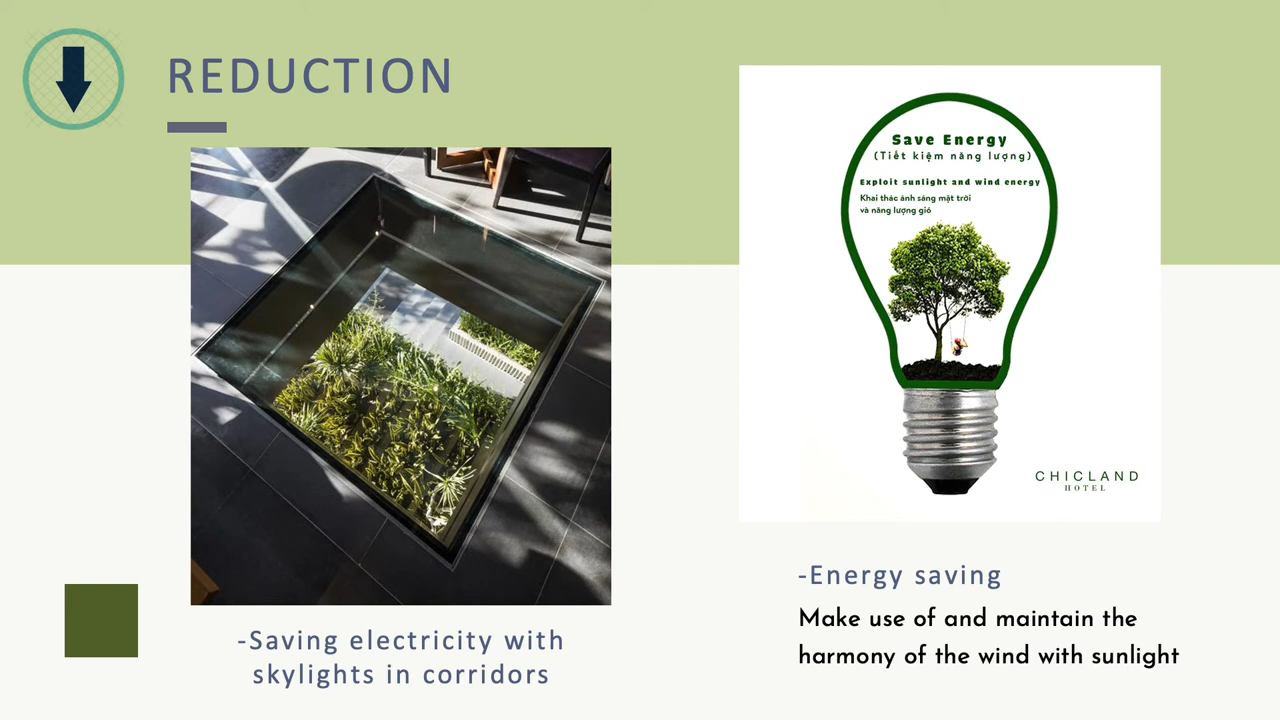 REDUCTION
Save Energy
(Tiết kiệm năng lượng)
Exploit sunlight and wind energy
Khai thác ánh sáng mặt trời
và năng lượng gió
CHICLAND
HOTEL
-Saving electricity with
skylights in corridors
-Energy saving
Make use of and maintain the
harmony of the wind with sunlight